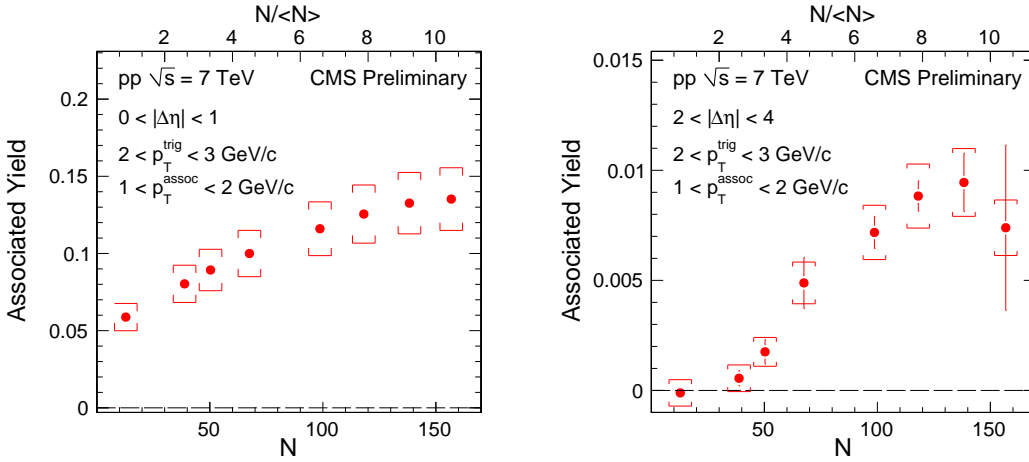 N/<N>
2 4 6 8 10
pp √s = 7 TeV CMS Preliminary
0 < |Δη| < 1
2 < p_T^trig < 3 GeV/c
1 < p_T^assoc < 2 GeV/c
Associated Yield
0.2
0.15
0.1
0.05
0
50 100 150
N
N/<N>
2 4 6 8 10
pp √s = 7 TeV CMS Preliminary
2 < |Δη| < 4
2 < p_T^trig < 3 GeV/c
1 < p_T^assoc < 2 GeV/c
Associated Yield
0.015
0.010
0.005
0
50 100 150
N